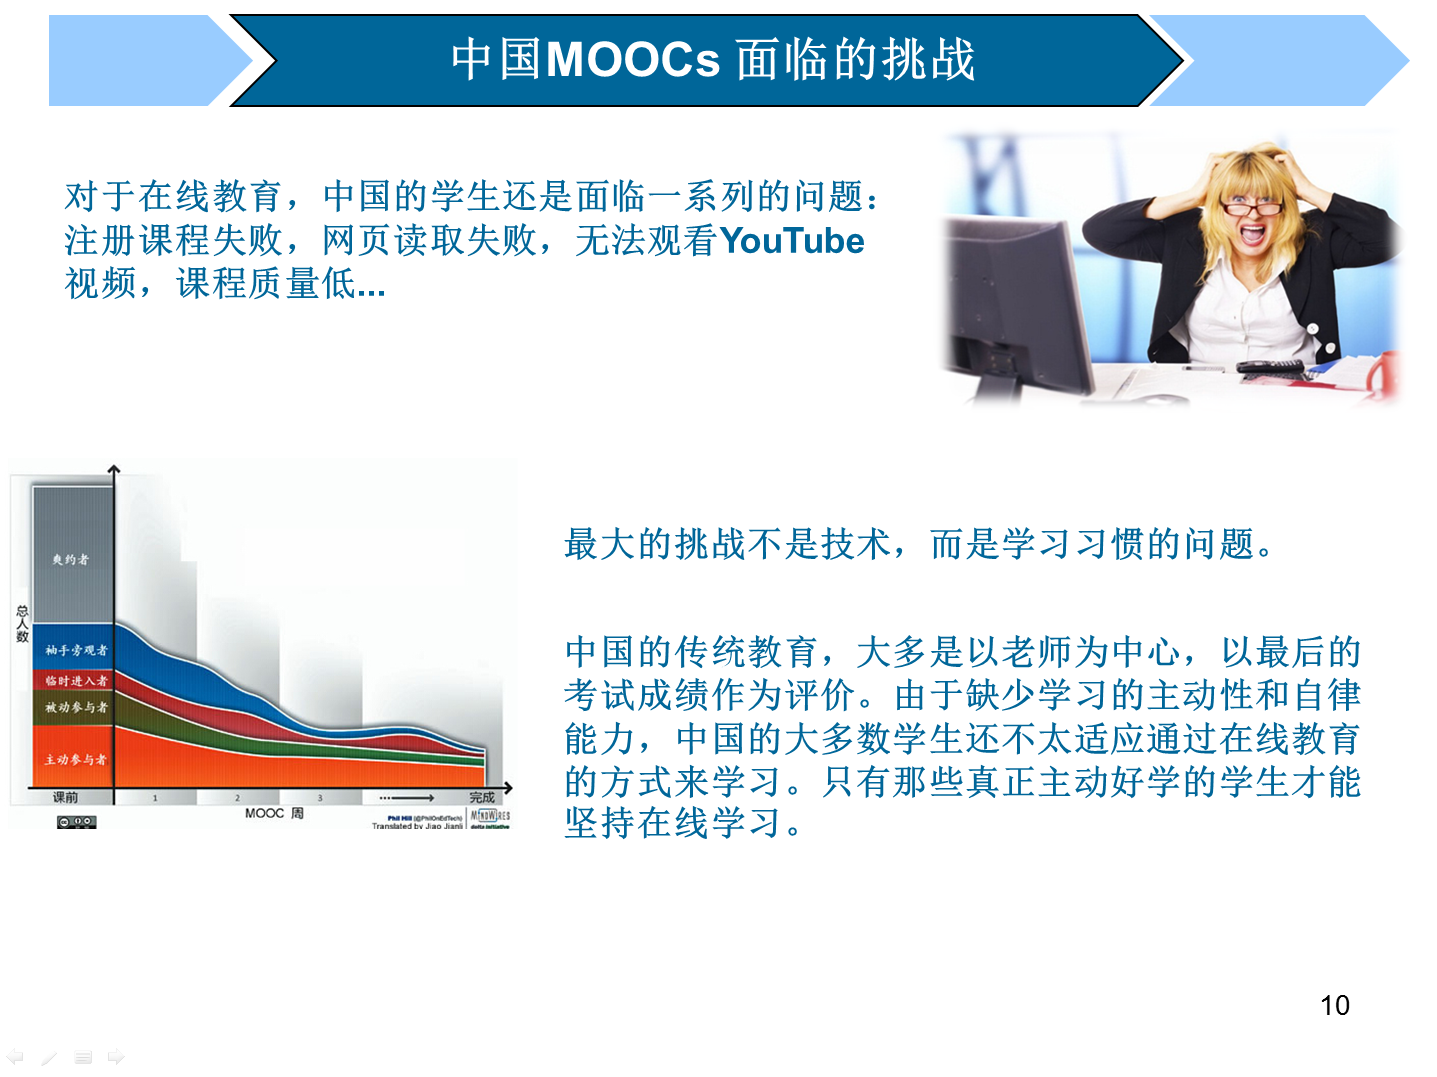 中国MOOCs 面临的挑战
对于在线教育，中国的学生还是面临一系列的问题：
注册课程失败，网页读取失败，无法观看YouTube
视频，课程质量低...
爽约者
总人数
袖手旁观者
临时进入者
被动参与者
主动参与者
课前
1
2
3
完成
MOOC 周
Phil Hill (@PhilOnEdTech)
Translated by Jiao Jianli
MINDWIRES
delta initiative
最大的挑战不是技术，而是学习习惯的问题。
中国的传统教育，大多是以老师为中心，以最后的
考试成绩作为评价。由于缺少学习的主动性和自律
能力，中国的大多数学生还不太适应通过在线教育
的方式来学习。只有那些真正主动好学的学生才能
坚持在线学习。
10